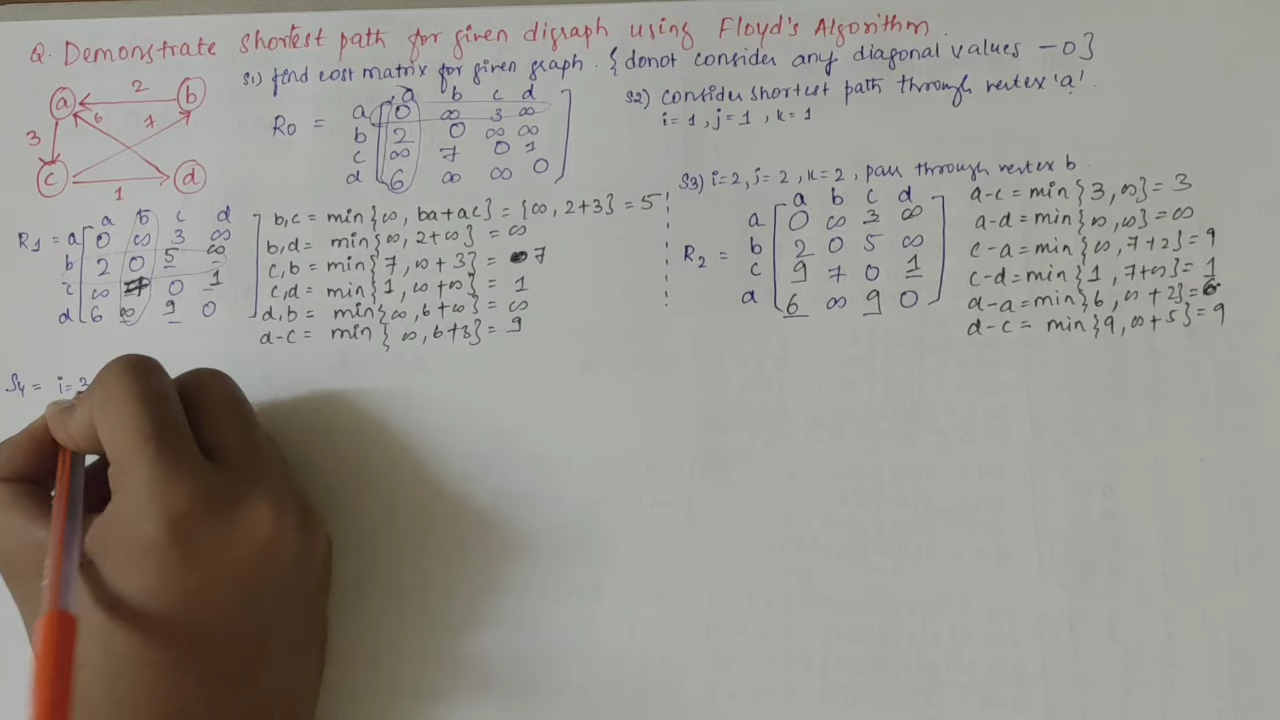 Q. Demonstrate shortest path for given digraph using Floyd's Algorithm.
S1) find cost matrix for given graph. {donot consider any diagonal values - 0}
a 2 b
3 6 7
c 1 d
a b c d
R0 = a 0 ∞ 3 ∞
b 2 0 ∞ ∞
c ∞ 7 0 1
d 6 ∞ ∞ 0
S2) consider shortest path through vertex 'a'.
i=1, j=1, k=1
a b c d
R1 = a 0 ∞ 3 ∞
b 2 0 5 ∞
c ∞ 7 0 1
d 6 ∞ 9 0
b,c = min{∞, ba+ac} = {∞, 2+3} = 5
b,d = min{∞, 2+∞} = ∞
c,b = min{7, ∞+3} = 7
c,d = min{1, ∞+∞} = 1
d,b = min{∞, 6+∞} = ∞
d-c = min{∞, 6+3} = 9
S3) i=2, j=2, k=2, pass through vertex b.
a b c d
R2 = a 0 ∞ 3 ∞
b 2 0 5 ∞
c 9 7 0 1
d 6 ∞ 9 0
a-c = min{3, ∞} = 3
a-d = min{∞, ∞} = ∞
c-a = min{∞, 7+2} = 9
c-d = min{1, 7+∞} = 1
d-a = min{6, ∞+2} = 6
d-c = min{9, ∞+5} = 9
S4 = i=3